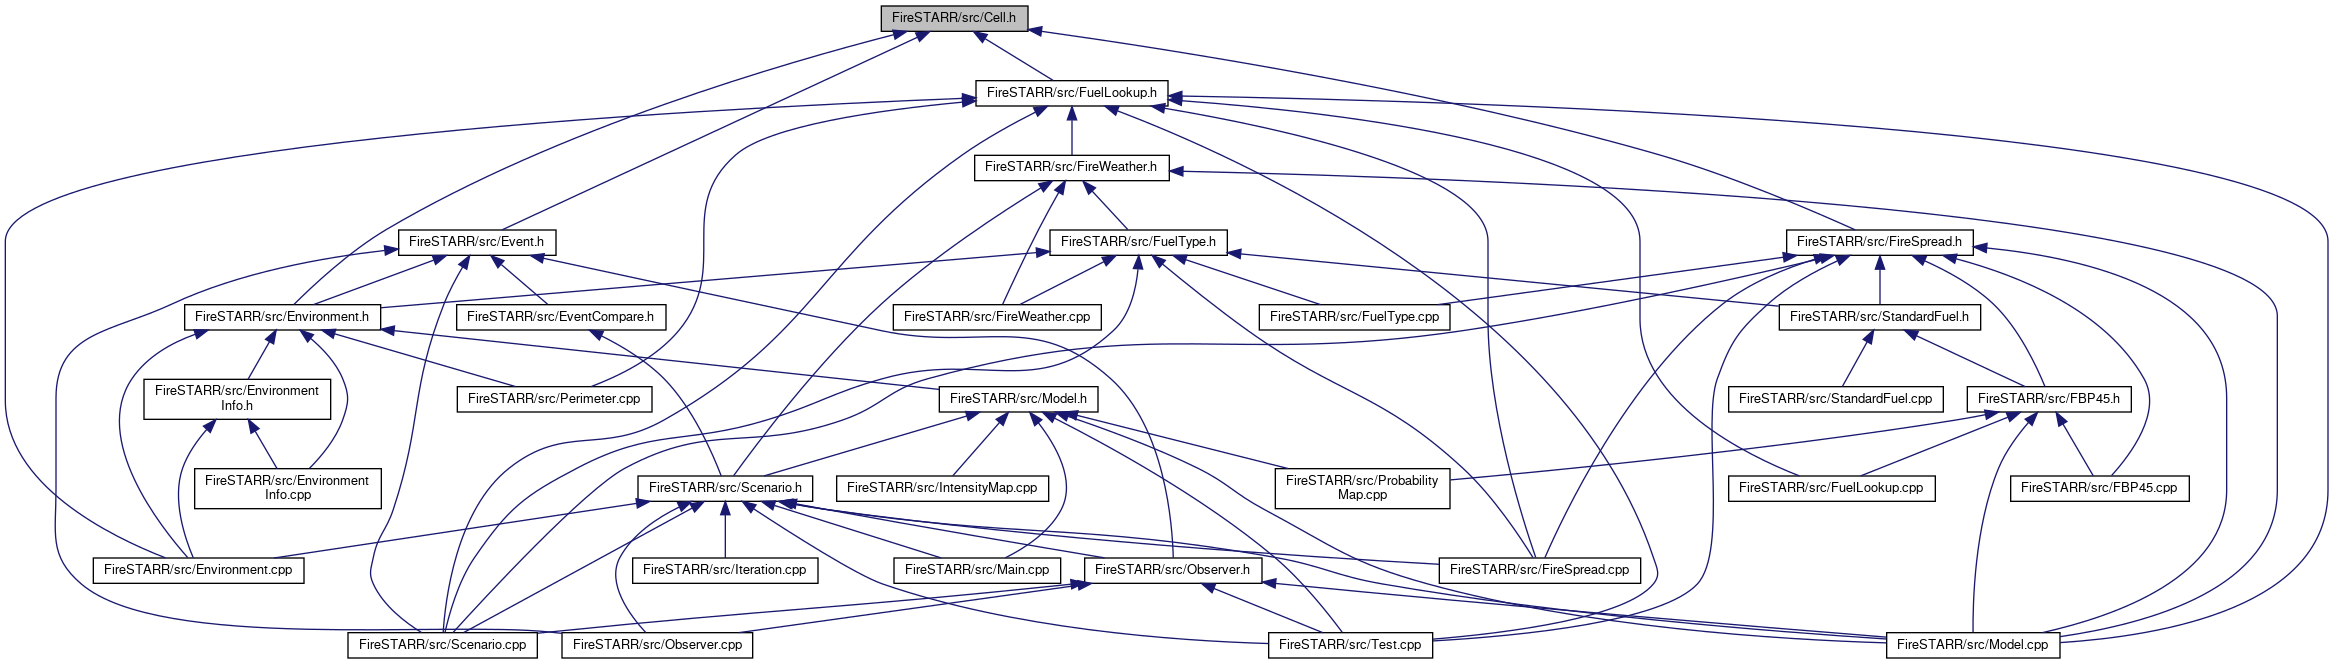 FireSTARR/src/Cell.h
FireSTARR/src/FuelLookup.h
FireSTARR/src/FireWeather.h
FireSTARR/src/Event.h
FireSTARR/src/FuelType.h
FireSTARR/src/FireSpread.h
FireSTARR/src/Environment.h
FireSTARR/src/EventCompare.h
FireSTARR/src/FireWeather.cpp
FireSTARR/src/FuelType.cpp
FireSTARR/src/StandardFuel.h
FireSTARR/src/Environment
Info.h
FireSTARR/src/Perimeter.cpp
FireSTARR/src/Model.h
FireSTARR/src/StandardFuel.cpp
FireSTARR/src/FBP45.h
FireSTARR/src/Environment
Info.cpp
FireSTARR/src/Scenario.h
FireSTARR/src/IntensityMap.cpp
FireSTARR/src/Probability
Map.cpp
FireSTARR/src/FuelLookup.cpp
FireSTARR/src/FBP45.cpp
FireSTARR/src/Environment.cpp
FireSTARR/src/Iteration.cpp
FireSTARR/src/Main.cpp
FireSTARR/src/Observer.h
FireSTARR/src/FireSpread.cpp
FireSTARR/src/Scenario.cpp
FireSTARR/src/Observer.cpp
FireSTARR/src/Test.cpp
FireSTARR/src/Model.cpp